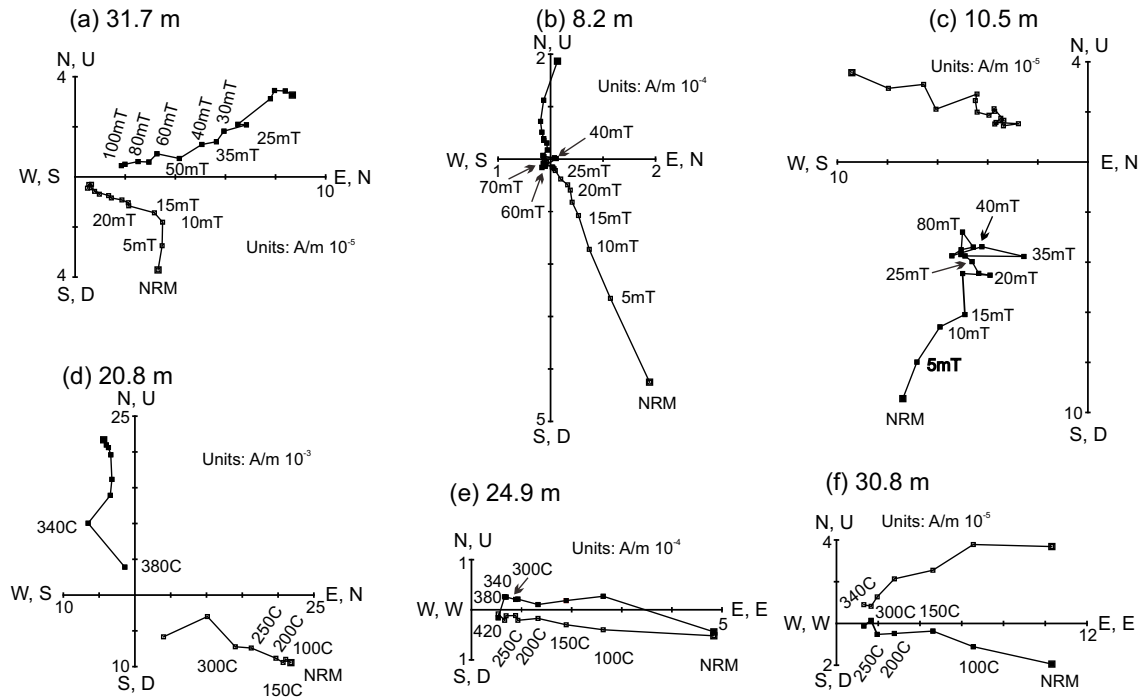 (a) 31.7 m
N, U
4
100mT
80mT
60mT
40mT
30mT
25mT
35mT
50mT
W, S
E, N
10
15mT
20mT
10mT
5mT
Units: A/m 10-5
4
S, D
NRM
(b) 8.2 m
N, U
2
Units: A/m 10-4
40mT
W, S
1
E, N
2
25mT
70mT
20mT
60mT
15mT
10mT
5mT
NRM
5
S, D
(c) 10.5 m
N, U
4
Units: A/m 10-5
W, S
10
40mT
80mT
35mT
25mT
20mT
15mT
10mT
5mT
NRM
10
S, D
(d) 20.8 m
N, U
25
Units: A/m 10-3
340C
380C
W, S
10
E, N
25
250C
200C
100C
300C
NRM
150C
10
S, D
(e) 24.9 m
N, U
Units: A/m 10-4
1
300C
340
380
W, W
E, E
5
420
250C
200C
150C
100C
NRM
1
S, D
(f) 30.8 m
N, U
Units: A/m 10-5
4
340C
300C
150C
W, W
E, E
12
250C
200C
100C
NRM
2
S, D